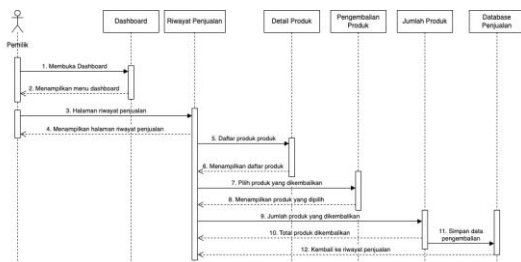 Dashboard
Riwayat Penjualan
Detail Produk
Pengembalian
Produk
Jumlah Produk
Database
Penjualan
Pemilik
1. Membuka Dashboard
2. Menampilkan menu dashboard
3. Halaman riwayat penjualan
4. Menampilkan halaman riwayat penjualan
5. Daftar produk produk
6. Menampilkan daftar produk
7. Pilih produk yang dikembalikan
8. Menampilkan produk yang dipilih
9. Jumlah produk yang dikembalikan
10. Total produk dikembalikan
11. Simpan data
pengembalian
12. Kembali ke riwayat penjualan